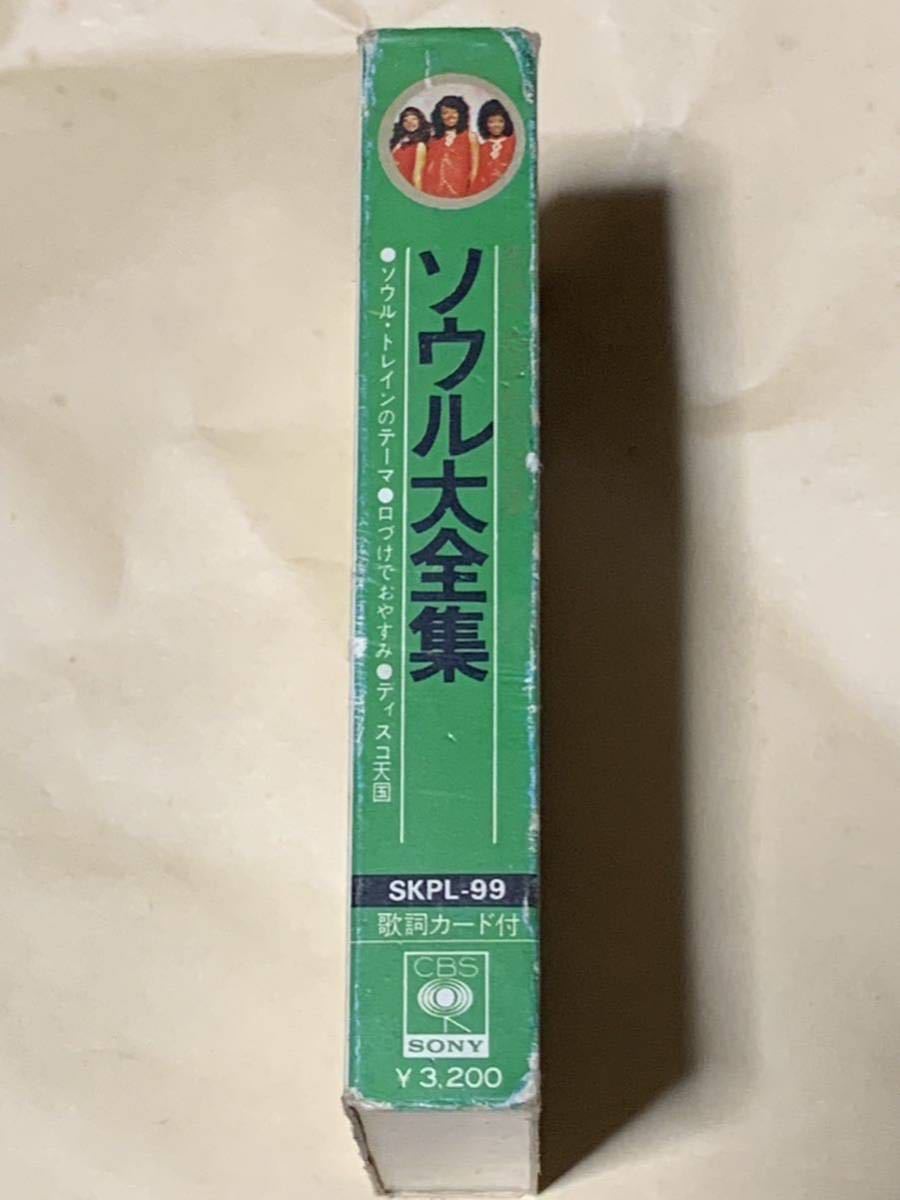 ソウル大全集
●ソウル・トレインのテーマ●口づけでおやすみ●ディスコ天国
SKPL-99
歌詞カード付
CBS
SONY
¥3,200